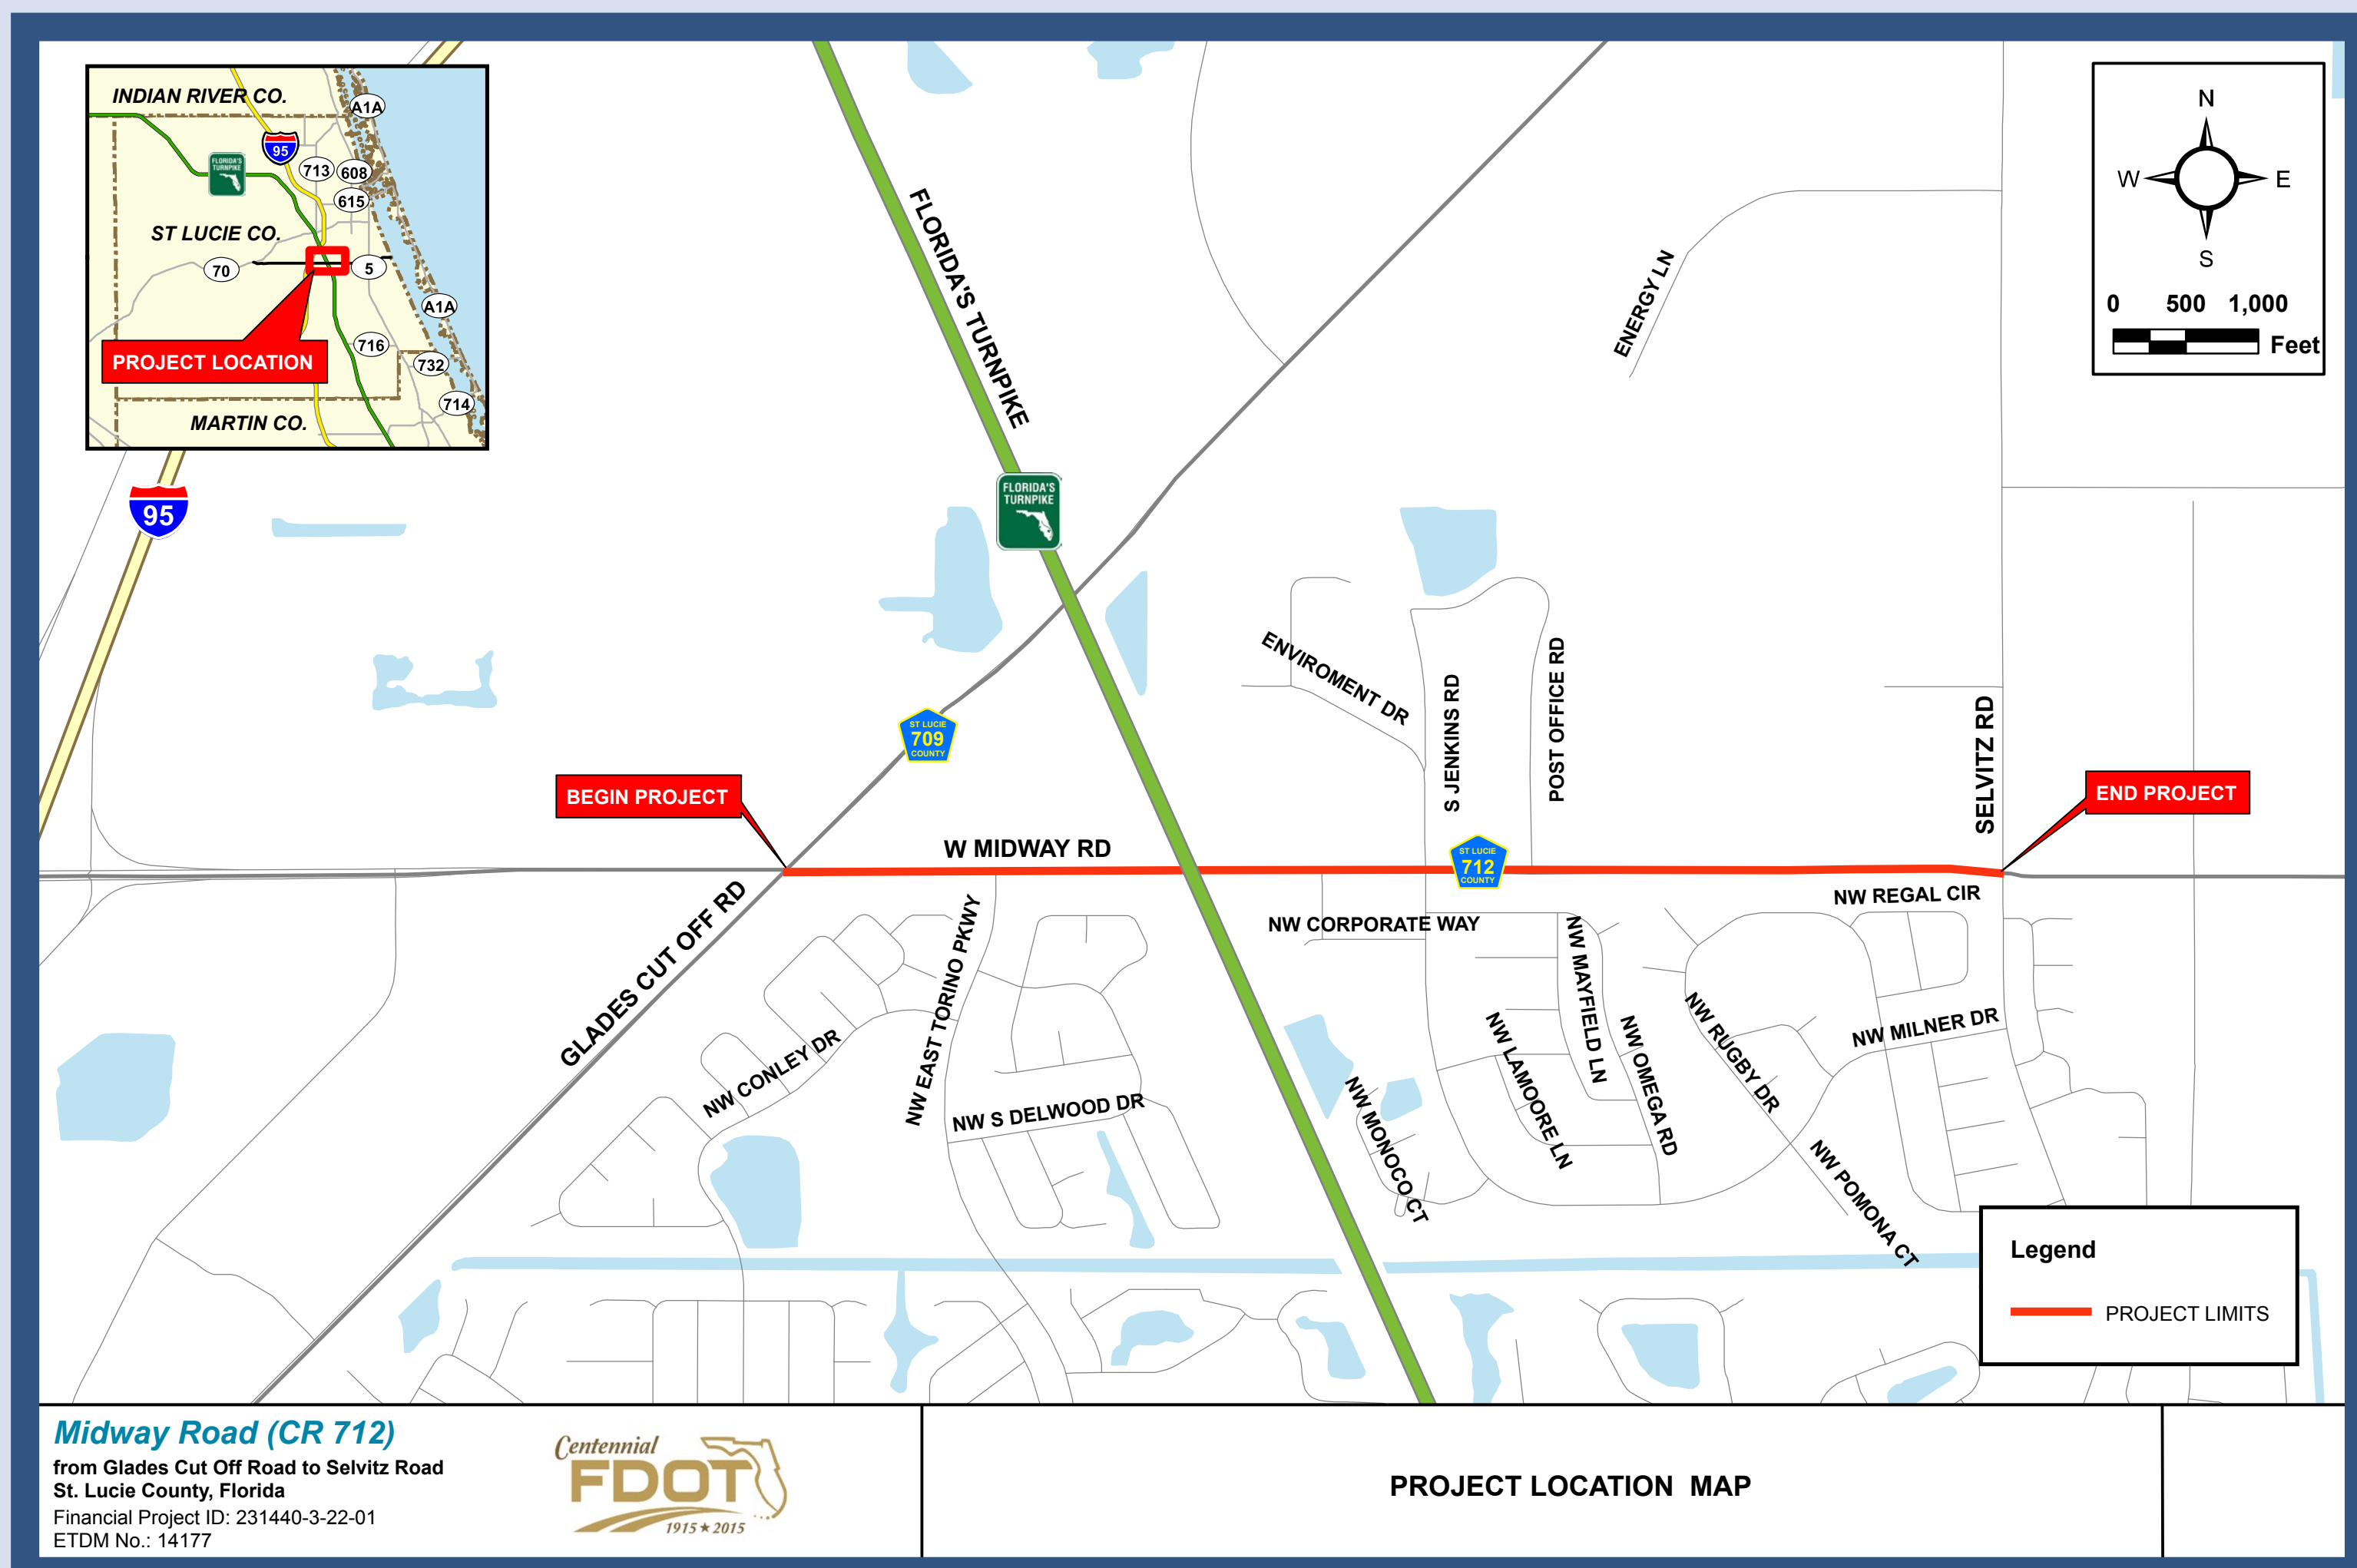 INDIAN RIVER CO.
A1A
95
FLORIDA'S
TURNPIKE
713
608
615
ST LUCIE CO.
70
5
A1A
PROJECT LOCATION
716
732
714
MARTIN CO.
95
FLORIDA'S TURNPIKE
FLORIDA'S
TURNPIKE
ENERGY LN
N
W
E
S
0 500 1,000
Feet
ENVIROMENT DR
S JENKINS RD
POST OFFICE RD
SELVITZ RD
ST LUCIE
709
COUNTY
BEGIN PROJECT
END PROJECT
W MIDWAY RD
ST LUCIE
712
COUNTY
GLADES CUT OFF RD
NW REGAL CIR
NW CORPORATE WAY
NW EAST TORINO PKWY
NW MAYFIELD LN
NW CONLEY DR
NW LAMOORE LN
NW OMEGA RD
NW RUGBY DR
NW MILNER DR
NW S DELWOOD DR
NW MONOCO CT
NW POMONA CT
Legend
PROJECT LIMITS
Midway Road (CR 712)
from Glades Cut Off Road to Selvitz Road
St. Lucie County, Florida
Financial Project ID: 231440-3-22-01
ETDM No.: 14177
Centennial
FDOT
1915★2015
PROJECT LOCATION MAP